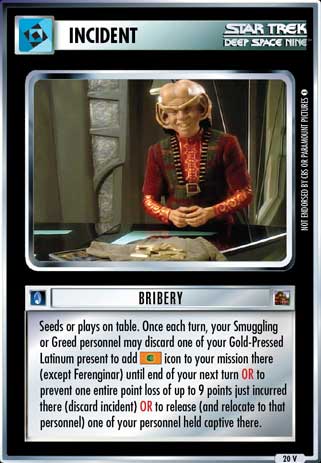 INCIDENT
STAR TREK
DEEP SPACE NINE
NOT ENDORSED BY CBS OR PARAMOUNT PICTURES
BRIBERY
Seeds or plays on table. Once each turn, your Smuggling
or Greed personnel may discard one of your Gold-Pressed
Latinum present to add icon to your mission there
(except Ferenginar) until end of your next turn OR to
prevent one entire point loss of up to 9 points just incurred
there (discard incident) OR to release (and relocate to that
personnel) one of your personnel held captive there.
20 V